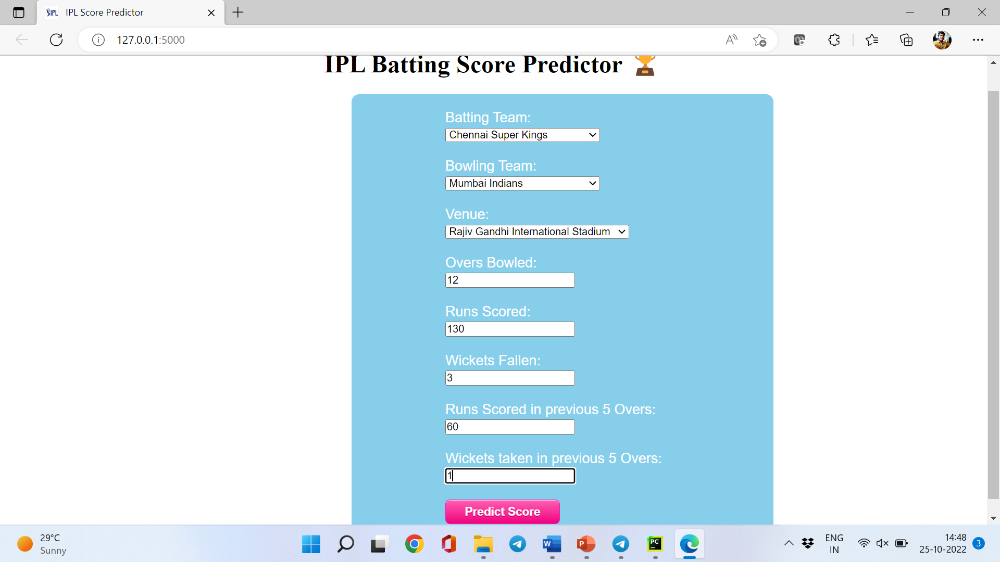 IPL IPL Score Predictor
127.0.0.1:5000
IPL Batting Score Predictor
Batting Team:
Chennai Super Kings
Bowling Team:
Mumbai Indians
Venue:
Rajiv Gandhi International Stadium
Overs Bowled:
12
Runs Scored:
130
Wickets Fallen:
3
Runs Scored in previous 5 Overs:
60
Wickets taken in previous 5 Overs:
1
Predict Score
29°C
Sunny
W
P
PC
ENG
IN
14:48
25-10-2022
3